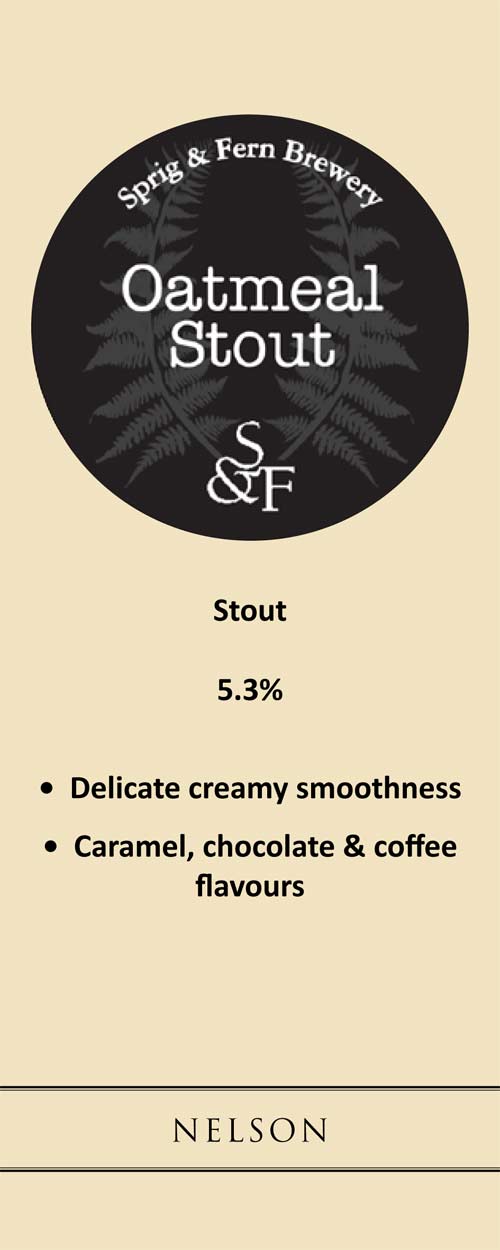 Sprig & Fern Brewery
Oatmeal
Stout
S
&F
Stout
5.3%
• Delicate creamy smoothness
• Caramel, chocolate & coffee
flavours
NELSON